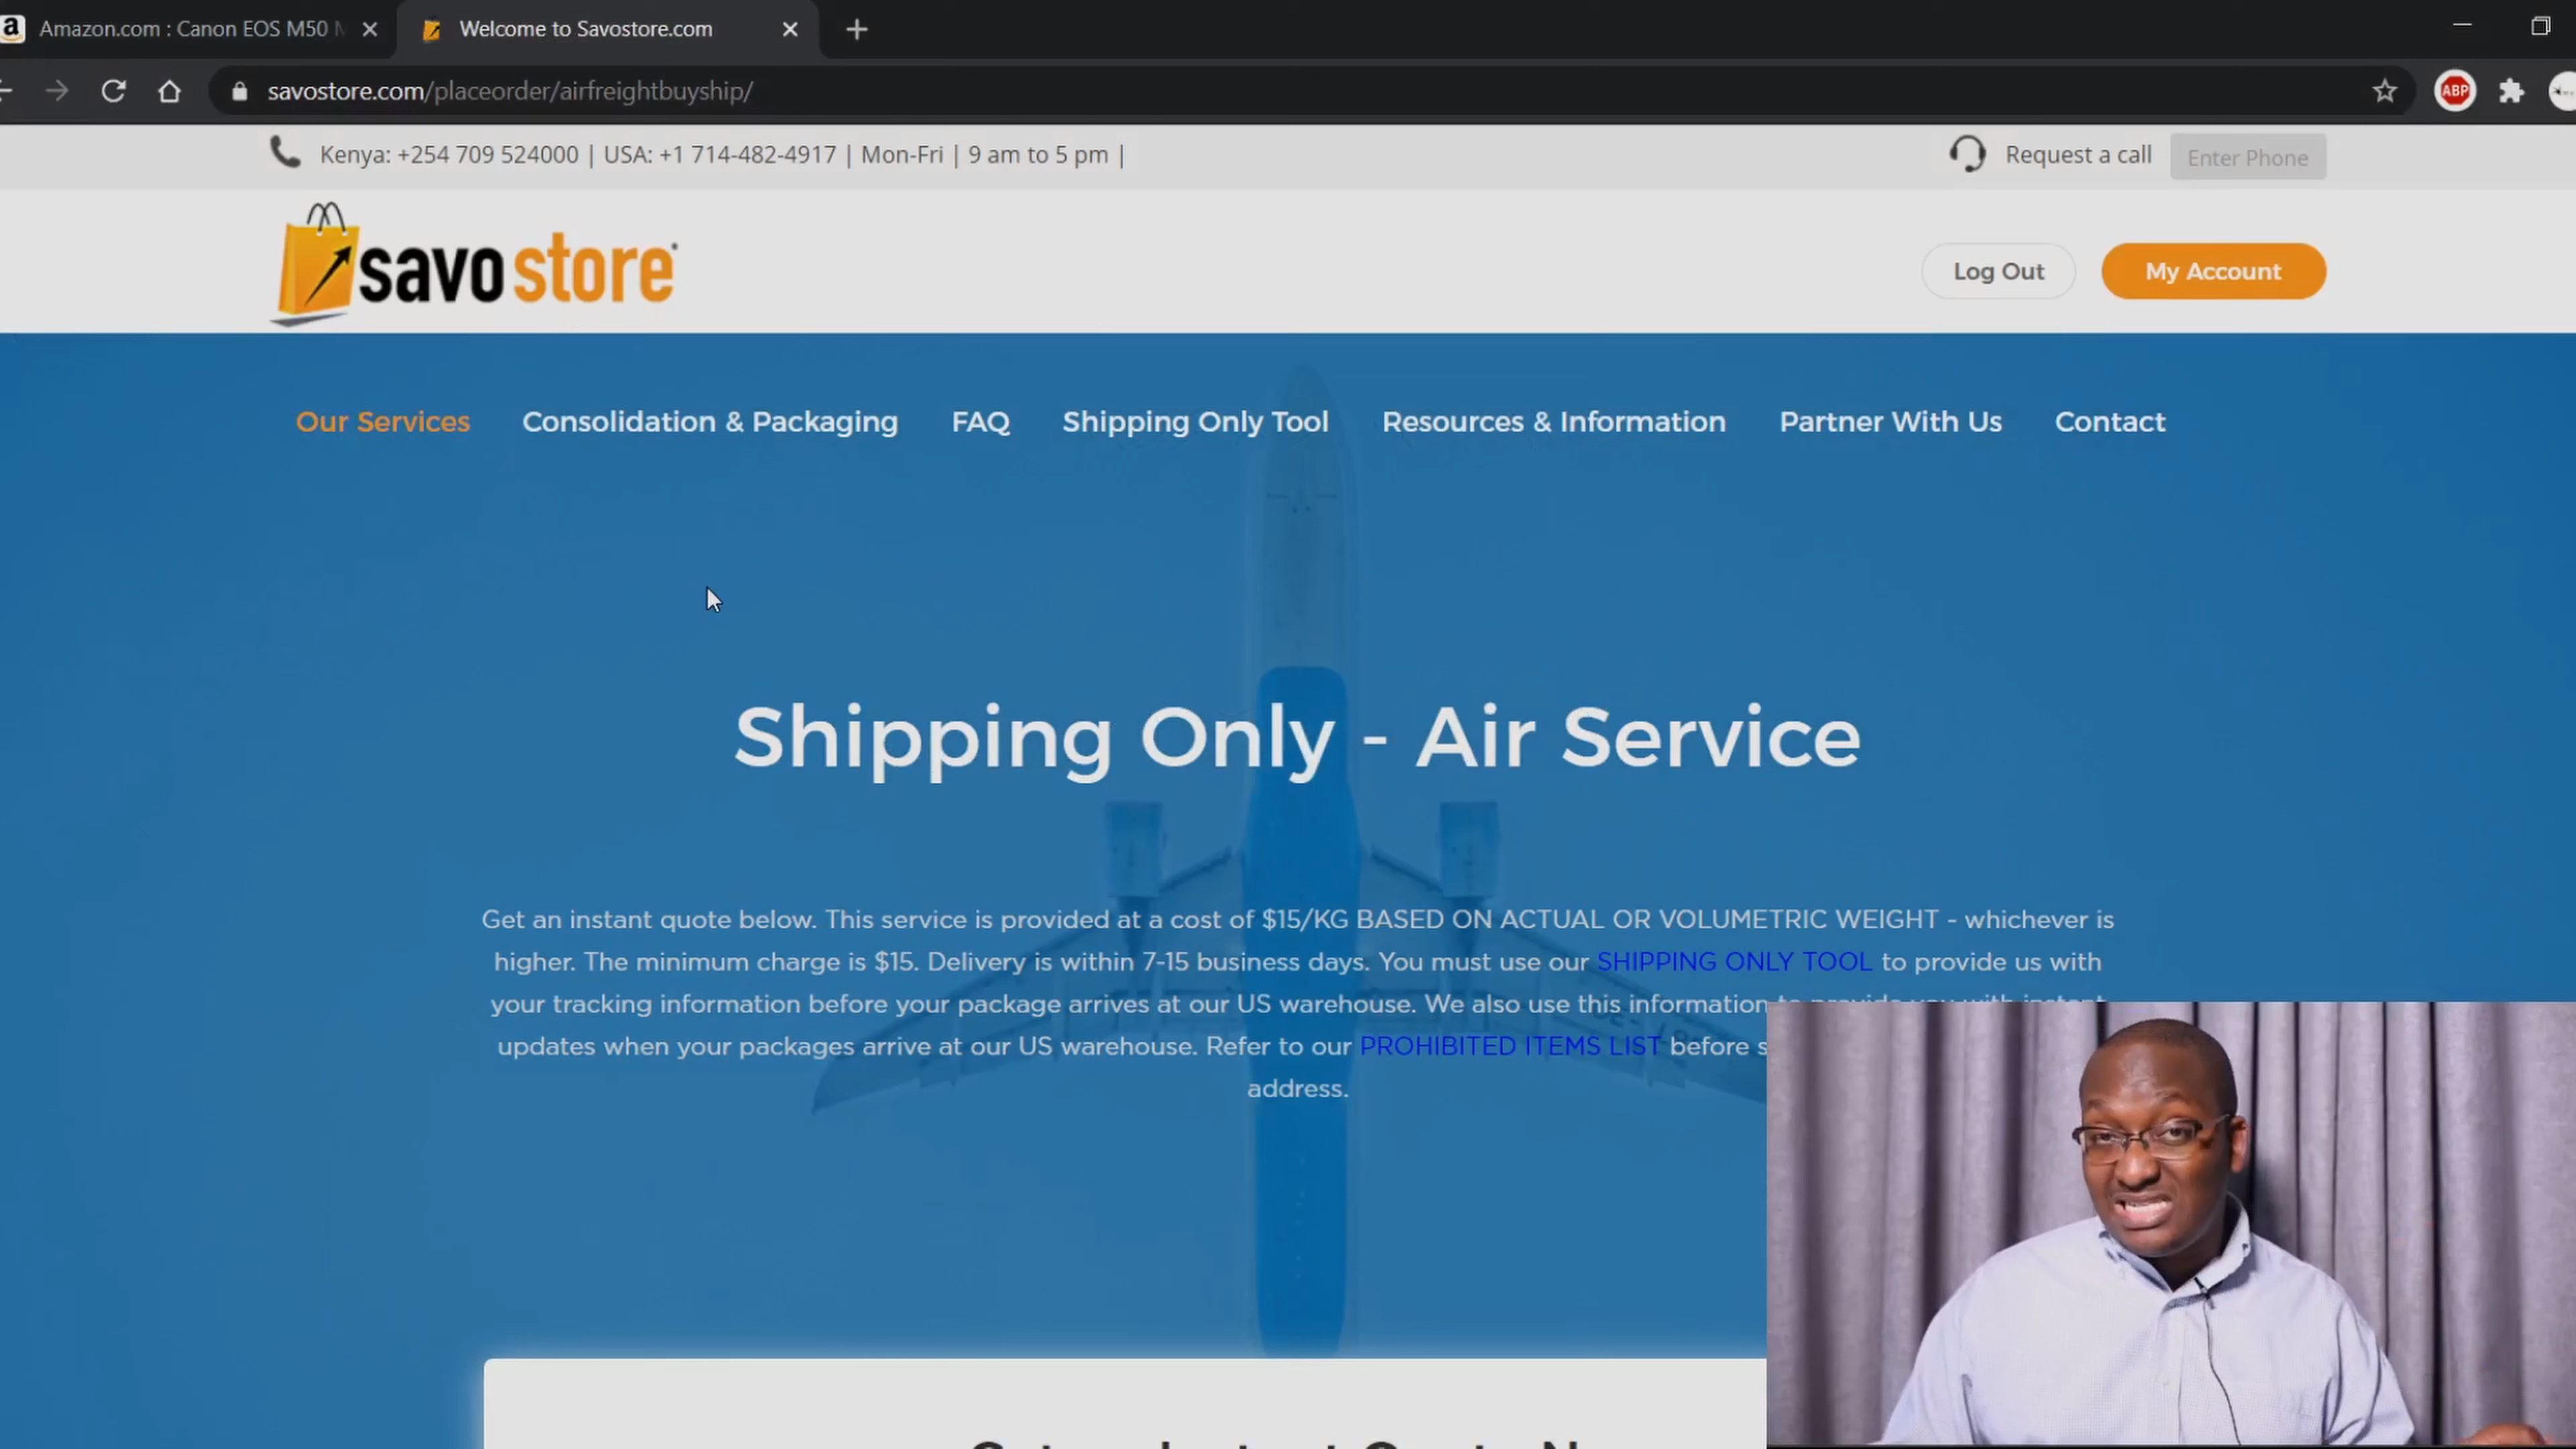 Amazon.com : Canon EOS M50
Welcome to Savostore.com
savostore.com/placeorder/airfreightbuyship/
ABP
Kenya: +254 709 524000 | USA: +1 714-482-4917 | Mon-Fri | 9 am to 5 pm |
Request a call
Enter Phone
savostore
Log Out
My Account
Our Services
Consolidation & Packaging
FAQ
Shipping Only Tool
Resources & Information
Partner With Us
Contact
Shipping Only - Air Service
Get an instant quote below. This service is provided at a cost of $15/KG BASED ON ACTUAL OR VOLUMETRIC WEIGHT - whichever is
higher. The minimum charge is $15. Delivery is within 7-15 business days. You must use our SHIPPING ONLY TOOL to provide us with
your tracking information before your package arrives at our US warehouse. We also use this information
updates when your packages arrive at our US warehouse. Refer to our PROHIBITED ITEMS LIST before
address.